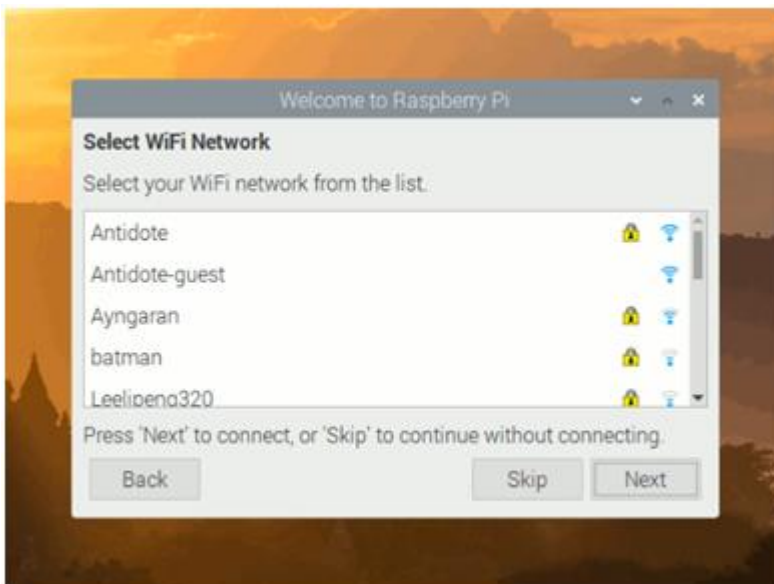 Welcome to Raspberry Pi
Select WiFi Network
Select your WiFi network from the list.
Antidote
Antidote-guest
Ayngaran
batman
Leelipeng320
Press 'Next' to connect, or 'Skip' to continue without connecting.
Back Skip Next